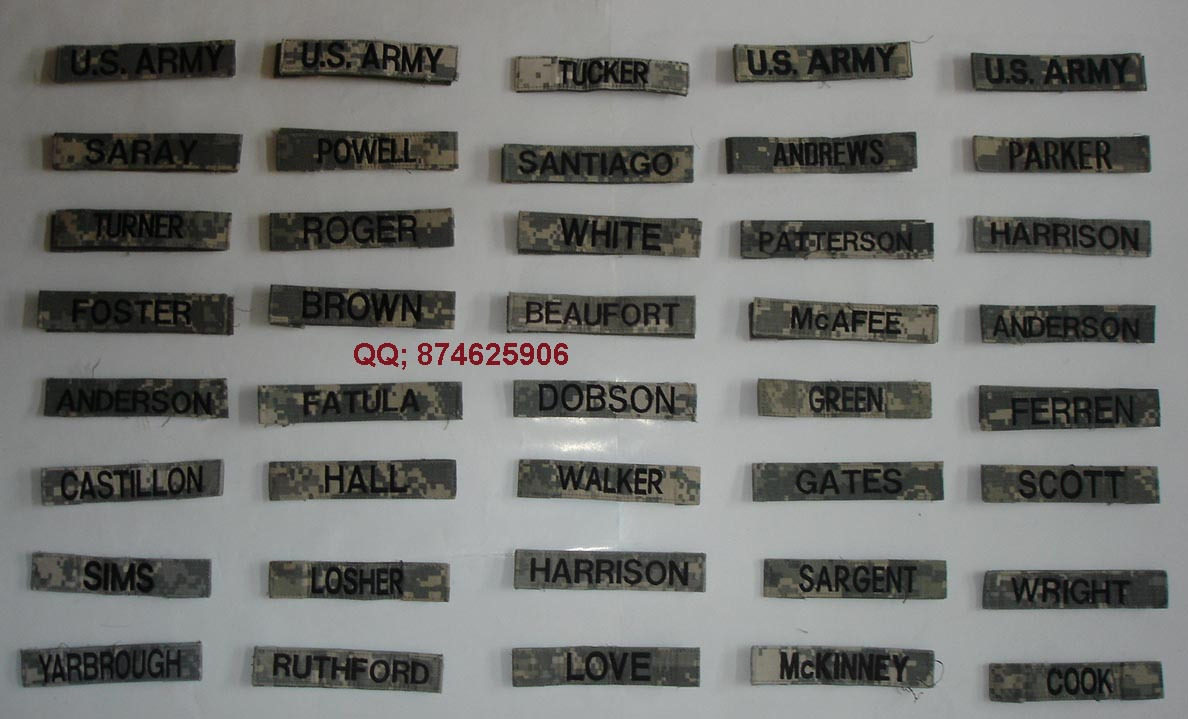 U.S. ARMY U.S. ARMY TUCKER U.S. ARMY U.S. ARMY
SARAY POWELL SANTIAGO ANDREWS PARKER
TURNER ROGER WHITE PATTERSON HARRISON
FOSTER BROWN BEAUFORT McAFEE ANDERSON
QQ; 874625906
ANDERSON FATULA DOBSON GREEN FERREN
CASTILLON HALL WALKER GATES SCOTT
SIMS LOSHER HARRISON SARGENT WRIGHT
YARBROUGH RUTHFORD LOVE McKINNEY COOK